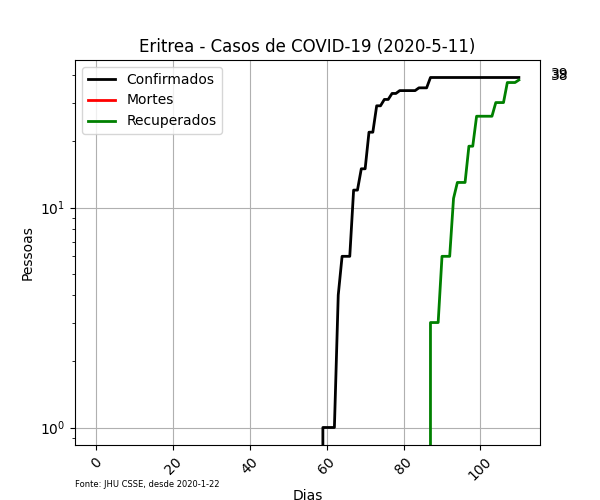 Eritrea - Casos de COVID-19 (2020-5-11)
Confirmados
Mortes
Recuperados
39
38
10¹
10⁰
Pessoas
0 20 40 60 80 100
Fonte: JHU CSSE, desde 2020-1-22
Dias